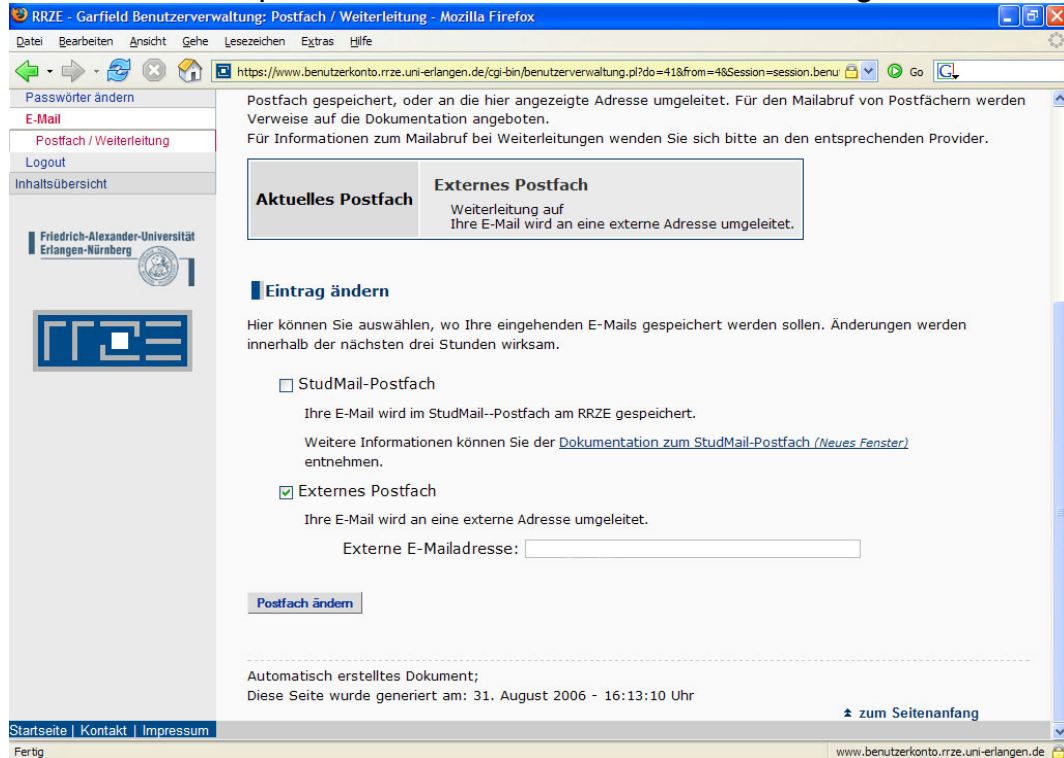 RRZE - Garfield Benutzerverwaltung: Postfach / Weiterleitung - Mozilla Firefox
Datei Bearbeiten Ansicht Gehe Lesezeichen Extras Hilfe
https://www.benutzerkonto.rrze.uni-erlangen.de/cgi-bin/benutzerverwaltung.pl?do=41&from=4&Session=session.benu
Go
G
Passwörter ändern
E-Mail
Postfach / Weiterleitung
Logout
Inhaltsübersicht
Friedrich-Alexander-Universität
Erlangen-Nürnberg
rrze
Postfach gespeichert, oder an die hier angezeigte Adresse umgeleitet. Für den Mailabruf von Postfächern werden
Verweise auf die Dokumentation angeboten.
Für Informationen zum Mailabruf bei Weiterleitungen wenden Sie sich bitte an den entsprechenden Provider.
Aktuelles Postfach
Externes Postfach
Weiterleitung auf
Ihre E-Mail wird an eine externe Adresse umgeleitet.
Eintrag ändern
Hier können Sie auswählen, wo Ihre eingehenden E-Mails gespeichert werden sollen. Änderungen werden
innerhalb der nächsten drei Stunden wirksam.
StudMail-Postfach
Ihre E-Mail wird im StudMail--Postfach am RRZE gespeichert.
Weitere Informationen können Sie der Dokumentation zum StudMail-Postfach (Neues Fenster)
entnehmen.
Externes Postfach
Ihre E-Mail wird an eine externe Adresse umgeleitet.
Externe E-Mailadresse:
Postfach ändern
Automatisch erstelltes Dokument;
Diese Seite wurde generiert am: 31. August 2006 - 16:13:10 Uhr
zum Seitenanfang
Startseite | Kontakt | Impressum
Fertig
www.benutzerkonto.rrze.uni-erlangen.de